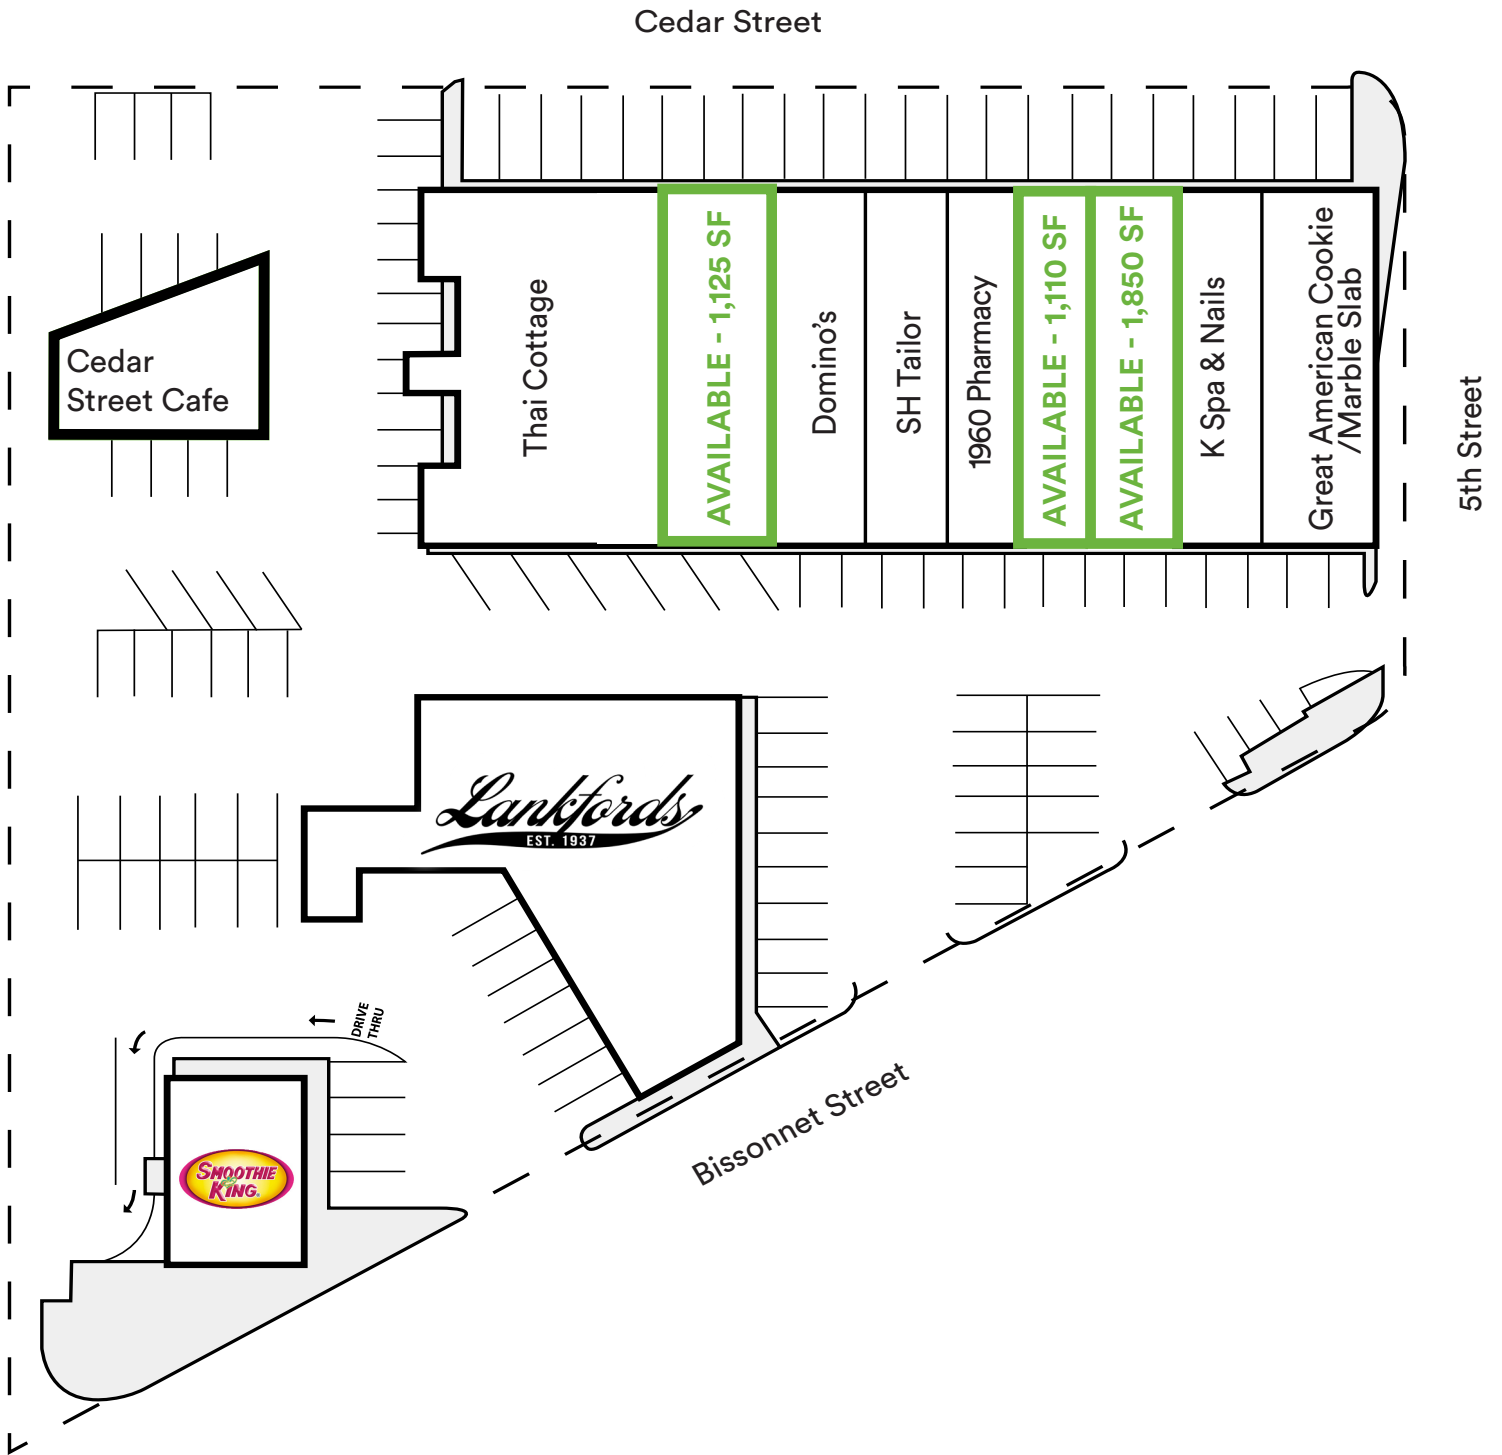 Cedar Street
Thai Cottage
AVAILABLE - 1,125 SF
Domino’s
SH Tailor
1960 Pharmacy
AVAILABLE - 1,110 SF
AVAILABLE - 1,850 SF
K Spa & Nails
Great American Cookie
/Marble Slab
Cedar
Street Cafe
5th Street
Lankford's
EST. 1937
DRIVE
THRU
Bissonnet Street
SMOOTHIE
KING